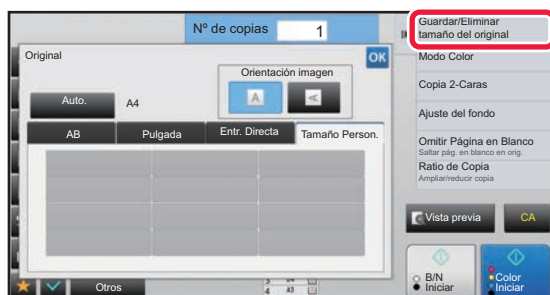 Nº de copias 1
Guardar/Eliminar
tamaño del original
Original
OK
Modo Color
Orientación imagen
A
A
Copia 2-Caras
Auto. A4
Ajuste del fondo
AB Pulgada Entr. Directa Tamaño Person.
Omitir Página en Blanco
Saltar pág. en blanco en orig.
Ratio de Copia
Ampliar/reducir copia
Vista previa CA
B/N
Iniciar
Color
Iniciar
Otros
4 A3